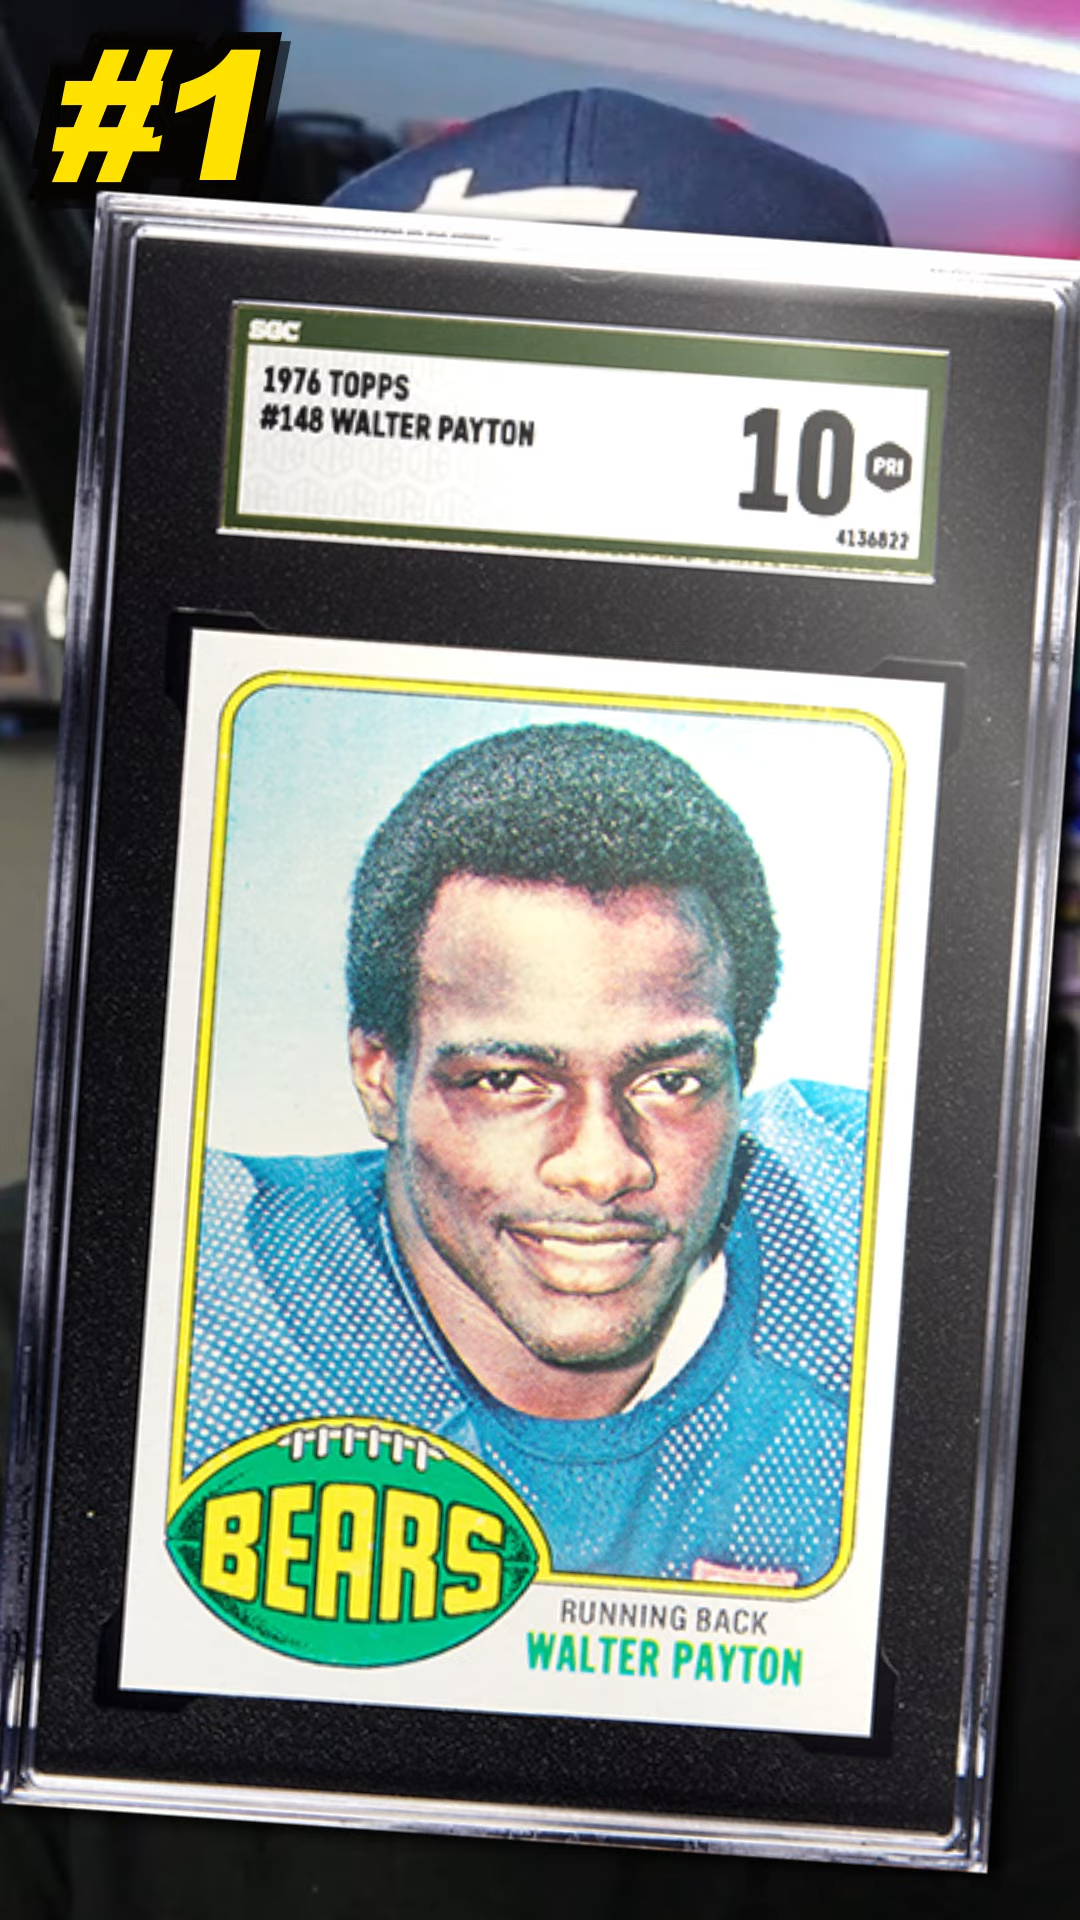 #1
SGC
1976 TOPPS
#148 WALTER PAYTON
10 PRI
4136822
BEARS
RUNNING BACK
WALTER PAYTON